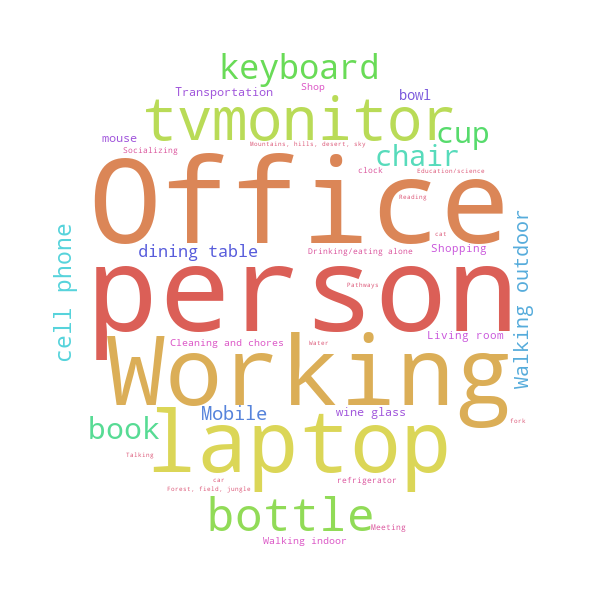 keyboard
Transportation
Shop
bowl
tvmonitor
mouse
cup
Mountains, hills, desert, sky
Socializing
chair
Office
clock
Education/science
Reading
cat
dining table
Drinking/eating alone
Shopping
cell phone
Walking outdoor
person
Pathways
Cleaning and chores
Water
Living room
Working
Mobile
wine glass
book
laptop
fork
Talking
car
refrigerator
Forest, field, jungle
bottle
Meeting
Walking indoor